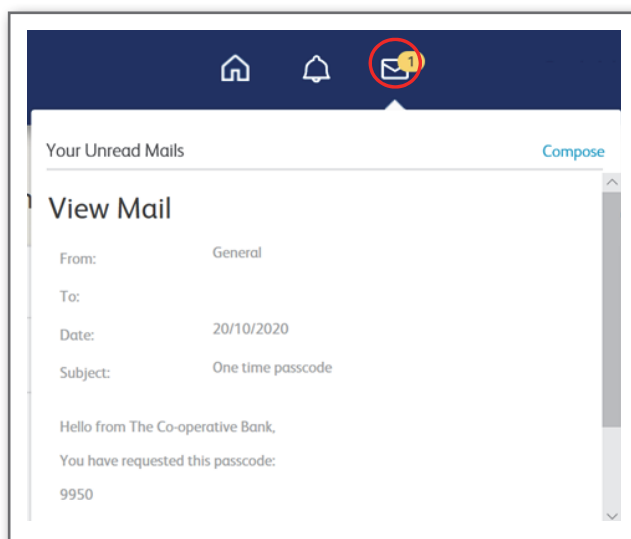 1
Your Unread Mails Compose
View Mail
From: General
To:
Date: 20/10/2020
Subject: One time passcode
Hello from The Co-operative Bank,
You have requested this passcode:
9950